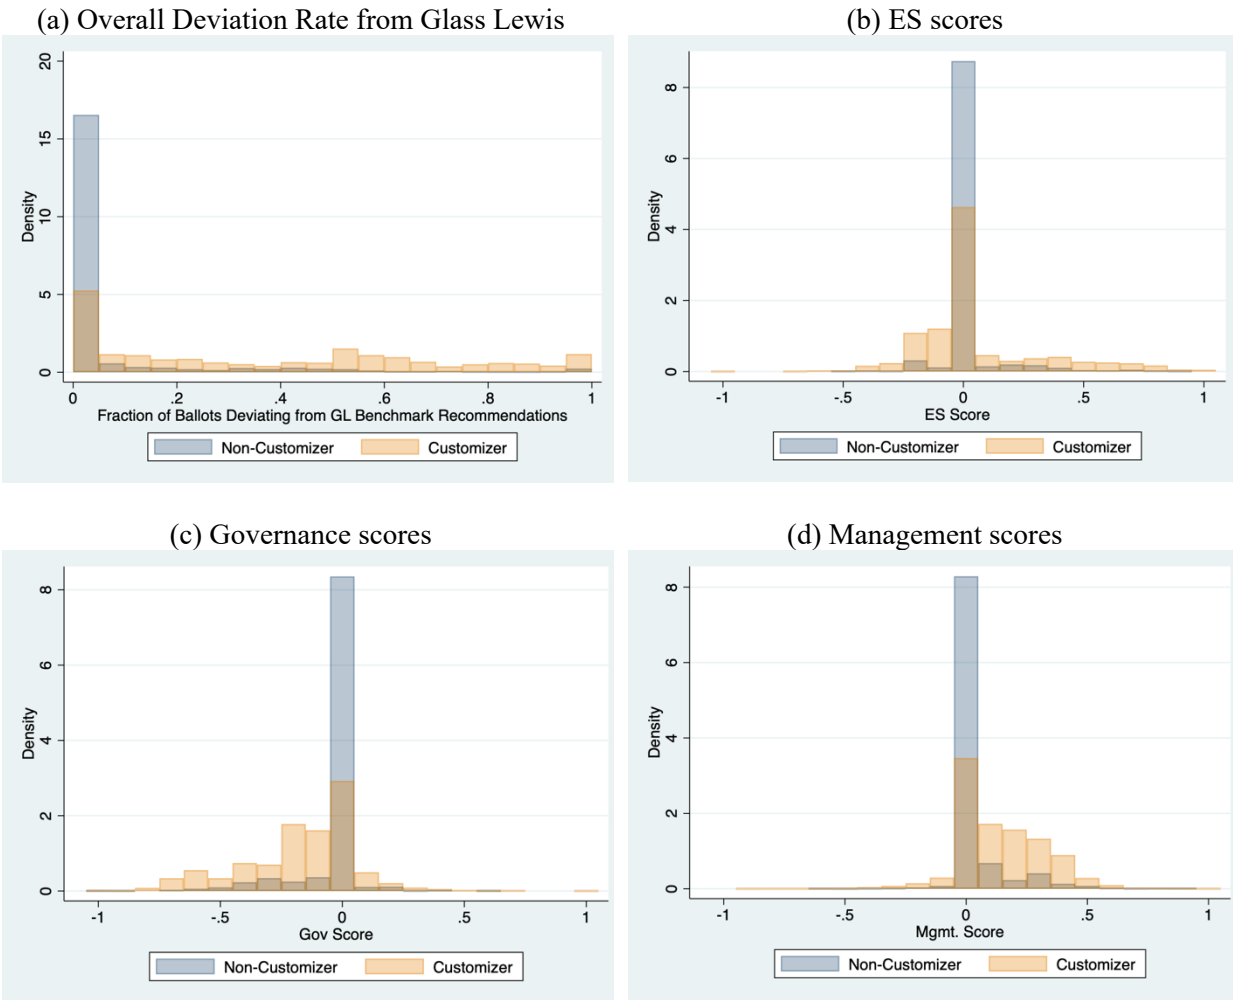 (a) Overall Deviation Rate from Glass Lewis
Density
20
15
10
5
0
0 .2 .4 .6 .8 1
Fraction of Ballots Deviating from GL Benchmark Recommendations
Non-Customizer Customizer
(b) ES scores
Density
8
6
4
2
0
-1 -.5 0 .5 1
ES Score
Non-Customizer Customizer
(c) Governance scores
Density
8
6
4
2
0
-1 -.5 0 .5 1
Gov Score
Non-Customizer Customizer
(d) Management scores
Density
8
6
4
2
0
-1 -.5 0 .5 1
Mgmt. Score
Non-Customizer Customizer